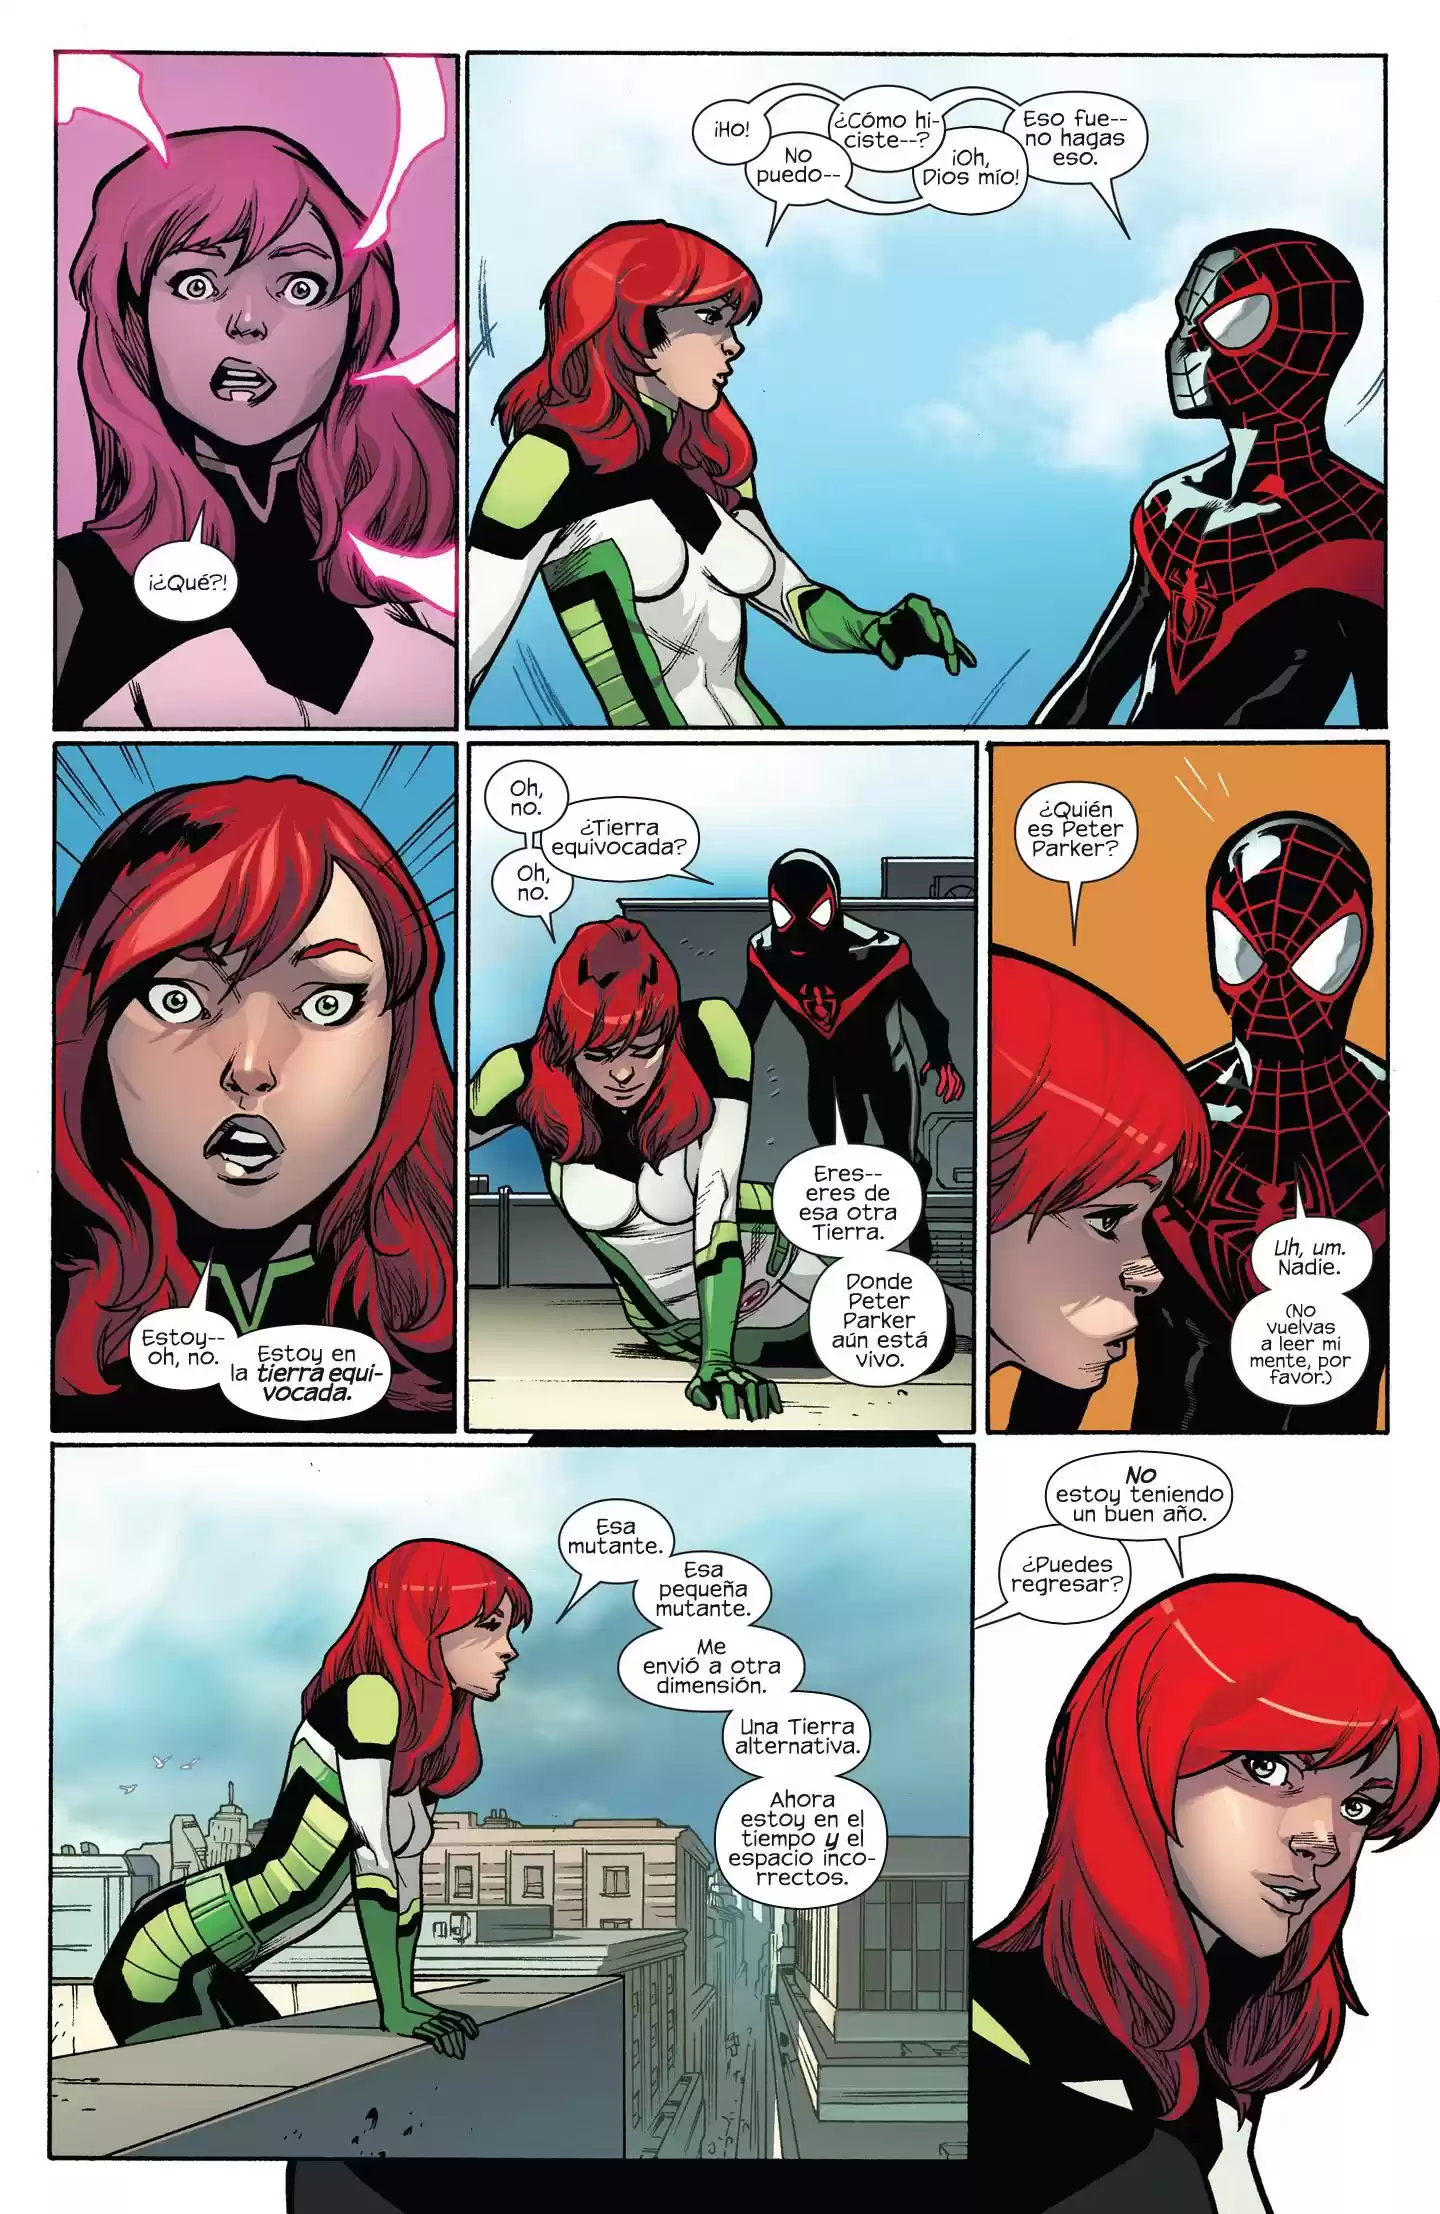 ¡¿Qué?!
¡Ho!
No
puedo--
¿Cómo hi-
ciste--?
¡Oh,
Dios mío!
Eso fue--
no hagas
eso.
Estoy--
oh, no.
Estoy en
la tierra equi-
vocada.
Oh,
no.
Oh,
no.
¿Tierra
equivocada?
Eres--
eres de
esa otra
Tierra.
Donde
Peter
Parker
aún está
vivo.
¿Quién
es Peter
Parker?
Uh, um.
Nadie.
(No
vuelvas
a leer mi
mente, por
favor.)
Esa
mutante.
Esa
pequeña
mutante.
Me
envió a otra
dimensión.
Una Tierra
alternativa.
Ahora
estoy en el
tiempo y el
espacio inco-
rrectos.
NO
estoy teniendo
un buen año.
¿Puedes
regresar?